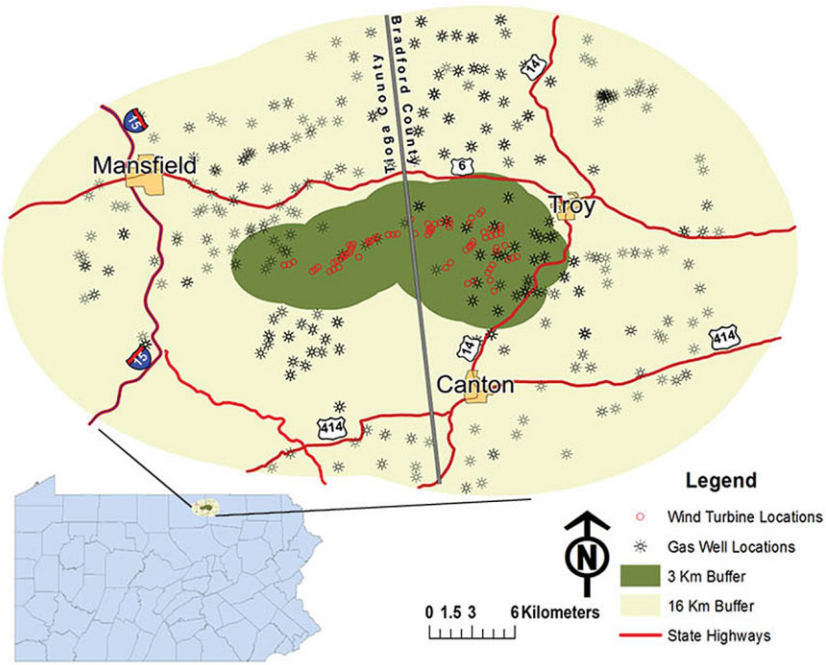 Bradford County
Tioga County
14
15
Mansfield
6
Troy
414
15
14
Canton
414
Legend
Wind Turbine Locations
Gas Well Locations
3 Km Buffer
16 Km Buffer
State Highways
N
0 1.5 3 6 Kilometers